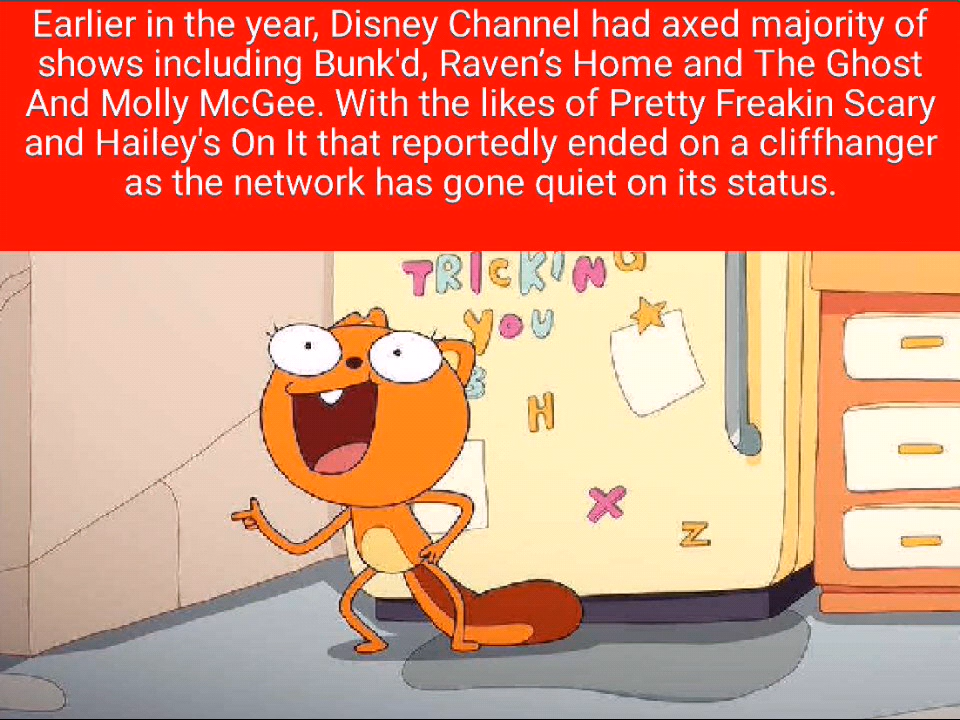 Earlier in the year, Disney Channel had axed majority of
shows including Bunk'd, Raven’s Home and The Ghost
And Molly McGee. With the likes of Pretty Freakin Scary
and Hailey's On It that reportedly ended on a cliffhanger
as the network has gone quiet on its status.
TRICKING
YOU
B
H
X
Z